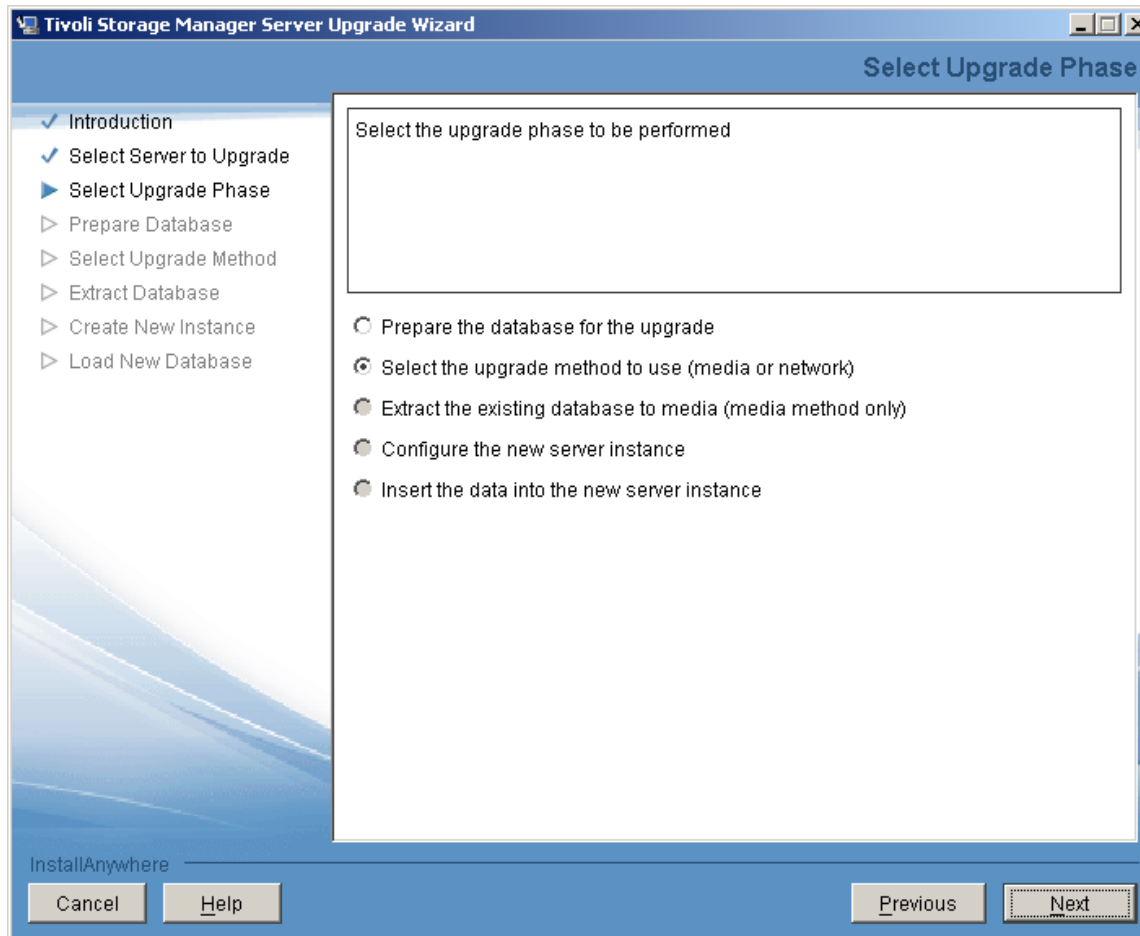 Tivoli Storage Manager Server Upgrade Wizard
Select Upgrade Phase
Introduction
Select Server to Upgrade
Select Upgrade Phase
Prepare Database
Select Upgrade Method
Extract Database
Create New Instance
Load New Database
Select the upgrade phase to be performed
Prepare the database for the upgrade
Select the upgrade method to use (media or network)
Extract the existing database to media (media method only)
Configure the new server instance
Insert the data into the new server instance
InstallAnywhere
Cancel
Help
Previous
Next